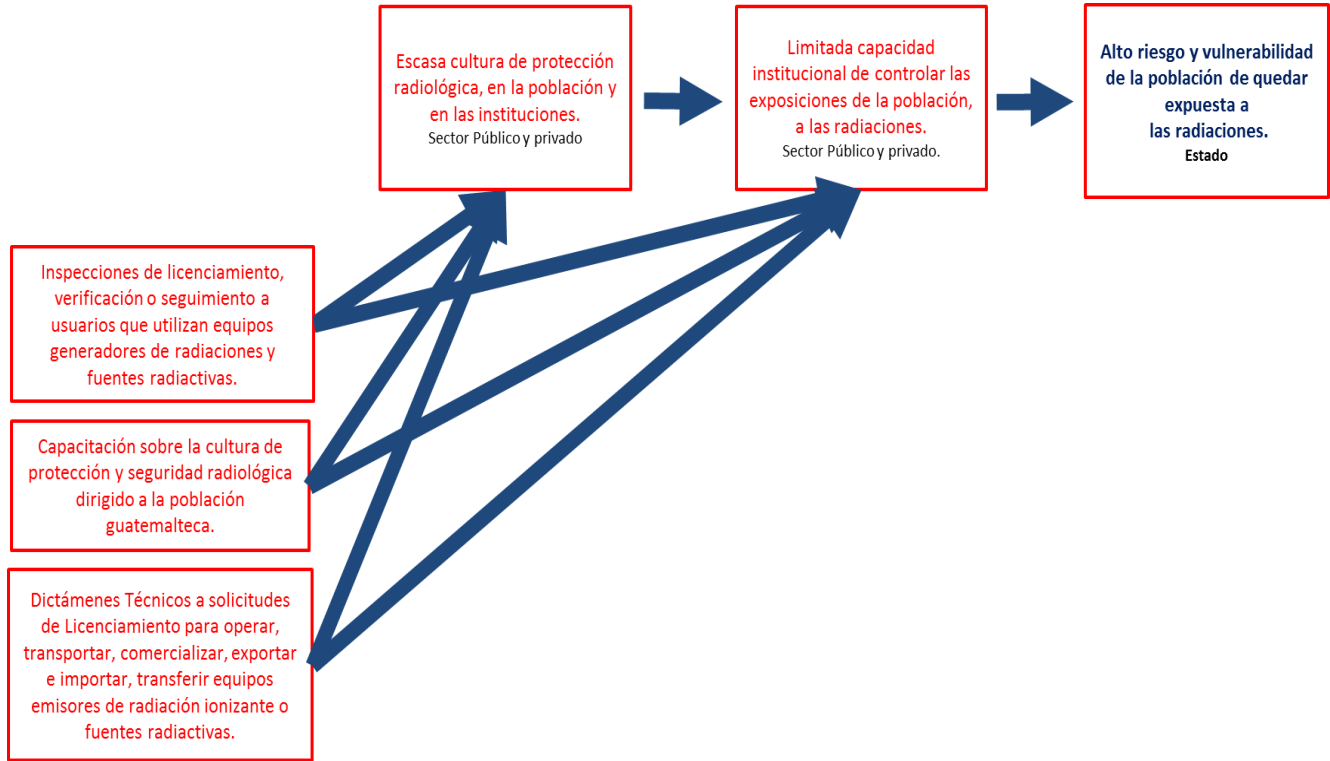 Escasa cultura de protección
radiológica, en la población y
en las instituciones.
Sector Público y privado
Limitada capacidad
institucional de controlar las
exposiciones de la población,
a las radiaciones.
Sector Público y privado.
Alto riesgo y vulnerabilidad
de la población de quedar
expuesta a
las radiaciones.
Estado
Inspecciones de licenciamiento,
verificación o seguimiento a
usuarios que utilizan equipos
generadores de radiaciones y
fuentes radiactivas.
Capacitación sobre la cultura de
protección y seguridad radiológica
dirigido a la población
guatemalteca.
Dictámenes Técnicos a solicitudes
de Licenciamiento para operar,
transportar, comercializar, exportar
e importar, transferir equipos
emisores de radiación ionizante o
fuentes radiactivas.